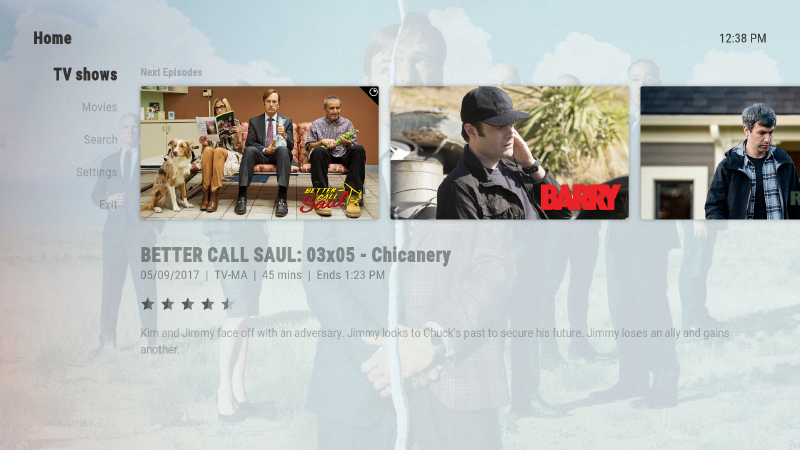 Home
12:38 PM
TV shows
Movies
Search
Settings
Exit
Next Episodes
BETTER CALL Saul
BARRY
BETTER CALL SAUL: 03x05 - Chicanery
05/09/2017 | TV-MA | 45 mins | Ends 1:23 PM
Kim and Jimmy face off with an adversary. Jimmy looks to Chuck's past to secure his future. Jimmy loses an ally and gains
another.